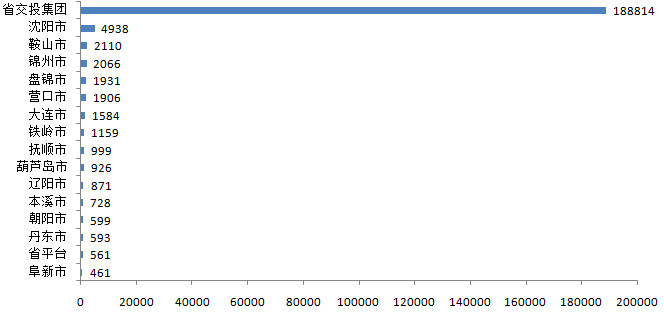 省交投集团 188814
沈阳市 4938
鞍山市 2110
锦州市 2066
盘锦市 1931
营口市 1906
大连市 1584
铁岭市 1159
抚顺市 999
葫芦岛市 926
辽阳市 871
本溪市 728
朝阳市 599
丹东市 593
省平台 561
阜新市 461
0 20000 40000 60000 80000 100000 120000 140000 160000 180000 200000